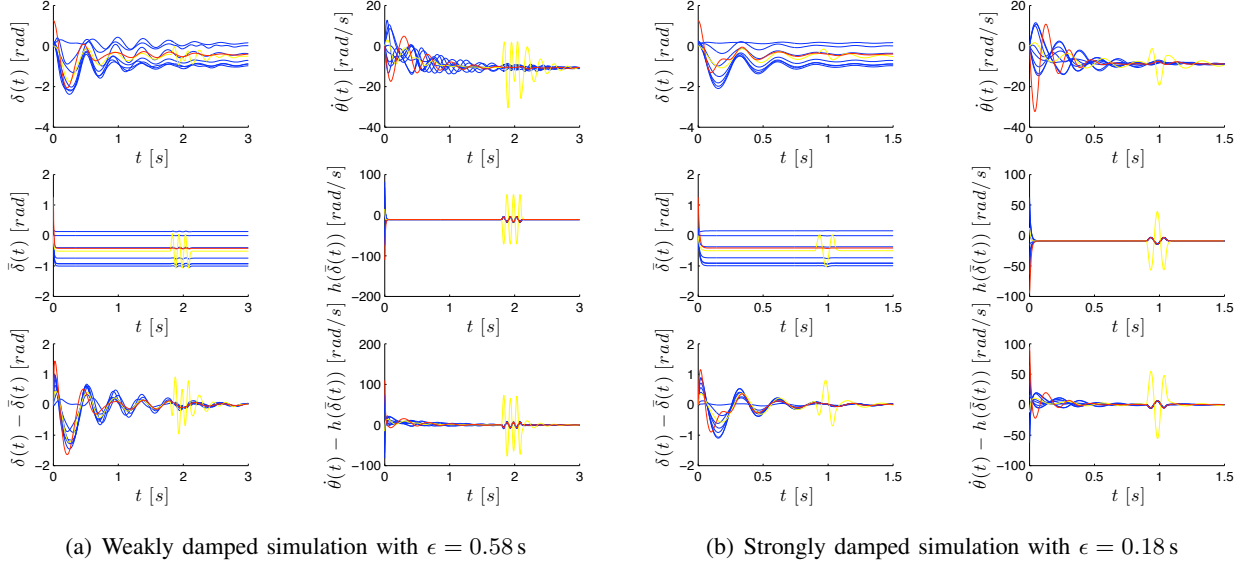 δ(t) [rad]
2
0
−2
−4
0 1 2 3
t [s]
θ̇(t) [rad/s]
20
0
−20
−40
0 1 2 3
t [s]
δ(t) [rad]
2
0
−2
−4
0 0.5 1 1.5
t [s]
θ̇(t) [rad/s]
20
0
−20
−40
0 0.5 1 1.5
t [s]
δ̄(t) [rad]
2
1
0
−1
−2
0 1 2 3
t [s]
h(δ̄(t)) [rad/s]
100
0
−100
−200
0 1 2 3
t [s]
δ̄(t) [rad]
2
1
0
−1
−2
0 0.5 1 1.5
t [s]
h(δ̄(t)) [rad/s]
100
50
0
−50
−100
0 0.5 1 1.5
t [s]
δ(t) − δ̄(t) [rad]
2
1
0
−1
−2
0 1 2 3
t [s]
θ̇(t) − h(δ̄(t)) [rad/s]
200
100
0
−100
0 1 2 3
t [s]
δ(t) − δ̄(t) [rad]
2
1
0
−1
−2
0 0.5 1 1.5
t [s]
θ̇(t) − h(δ̄(t)) [rad/s]
100
50
0
−50
−100
0 0.5 1 1.5
t [s]
(a) Weakly damped simulation with ϵ = 0.58 s
(b) Strongly damped simulation with ϵ = 0.18 s